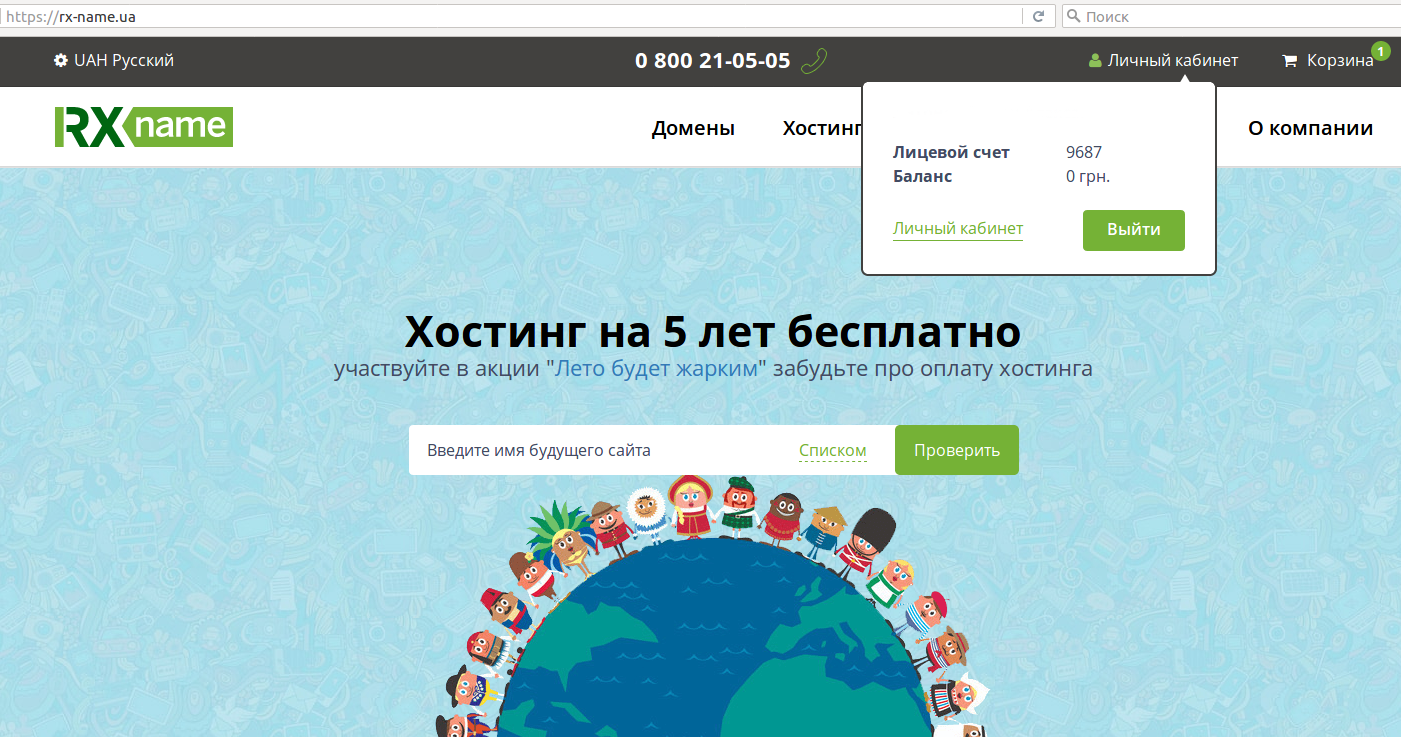 https://rx-name.ua
Поиск
UAH Русский
0 800 21-05-05
Личный кабинет
Корзина
1
RX name
Домены
Хостинг
О компании
Лицевой счет 9687
Баланс 0 грн.
Личный кабинет
Выйти
Хостинг на 5 лет бесплатно
участвуйте в акции "Лето будет жарким" забудьте про оплату хостинга
Введите имя будущего сайта
Списком
Проверить